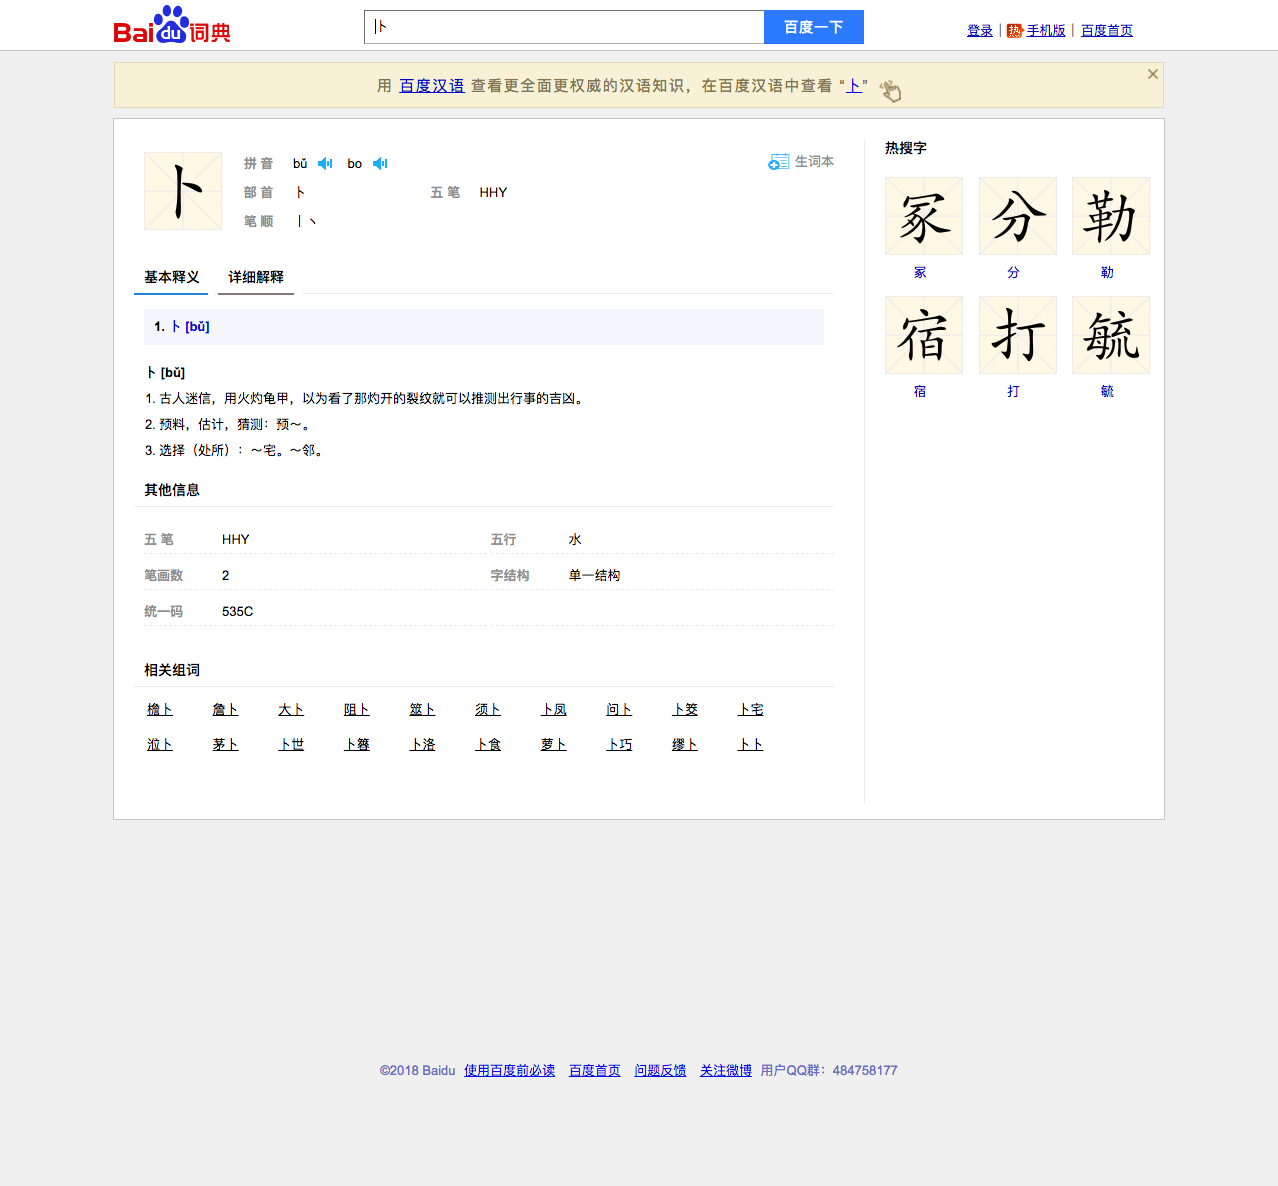 Bai du 词典
卜
百度一下
登录 | 热 手机版 | 百度首页
用 百度汉语 查看更全面更权威的汉语知识，在百度汉语中查看 “卜”
卜
拼 音 bǔ bo
生词本
部 首 卜 五 笔 HHY
笔 顺 丨丶
基本释义 详细解释
1. 卜 [bǔ]
卜 [bǔ]
1. 古人迷信，用火灼龟甲，以为看了那灼开的裂纹就可以推测出行事的吉凶。
2. 预料，估计，猜测：预～。
3. 选择（处所）：～宅。～邻。
其他信息
五 笔 HHY 五行 水
笔画数 2 字结构 单一结构
统一码 535C
相关组词
檐卜 詹卜 大卜 阻卜 筮卜 须卜 卜凤 问卜 卜筊 卜宅
涖卜 茅卜 卜世 卜簭 卜洛 卜食 萝卜 卜巧 缪卜 卜卜
热搜字
冢 分 勒
冢 分 勒
宿 打 毓
宿 打 毓
©2018 Baidu 使用百度前必读 百度首页 问题反馈 关注微博 用户QQ群：484758177